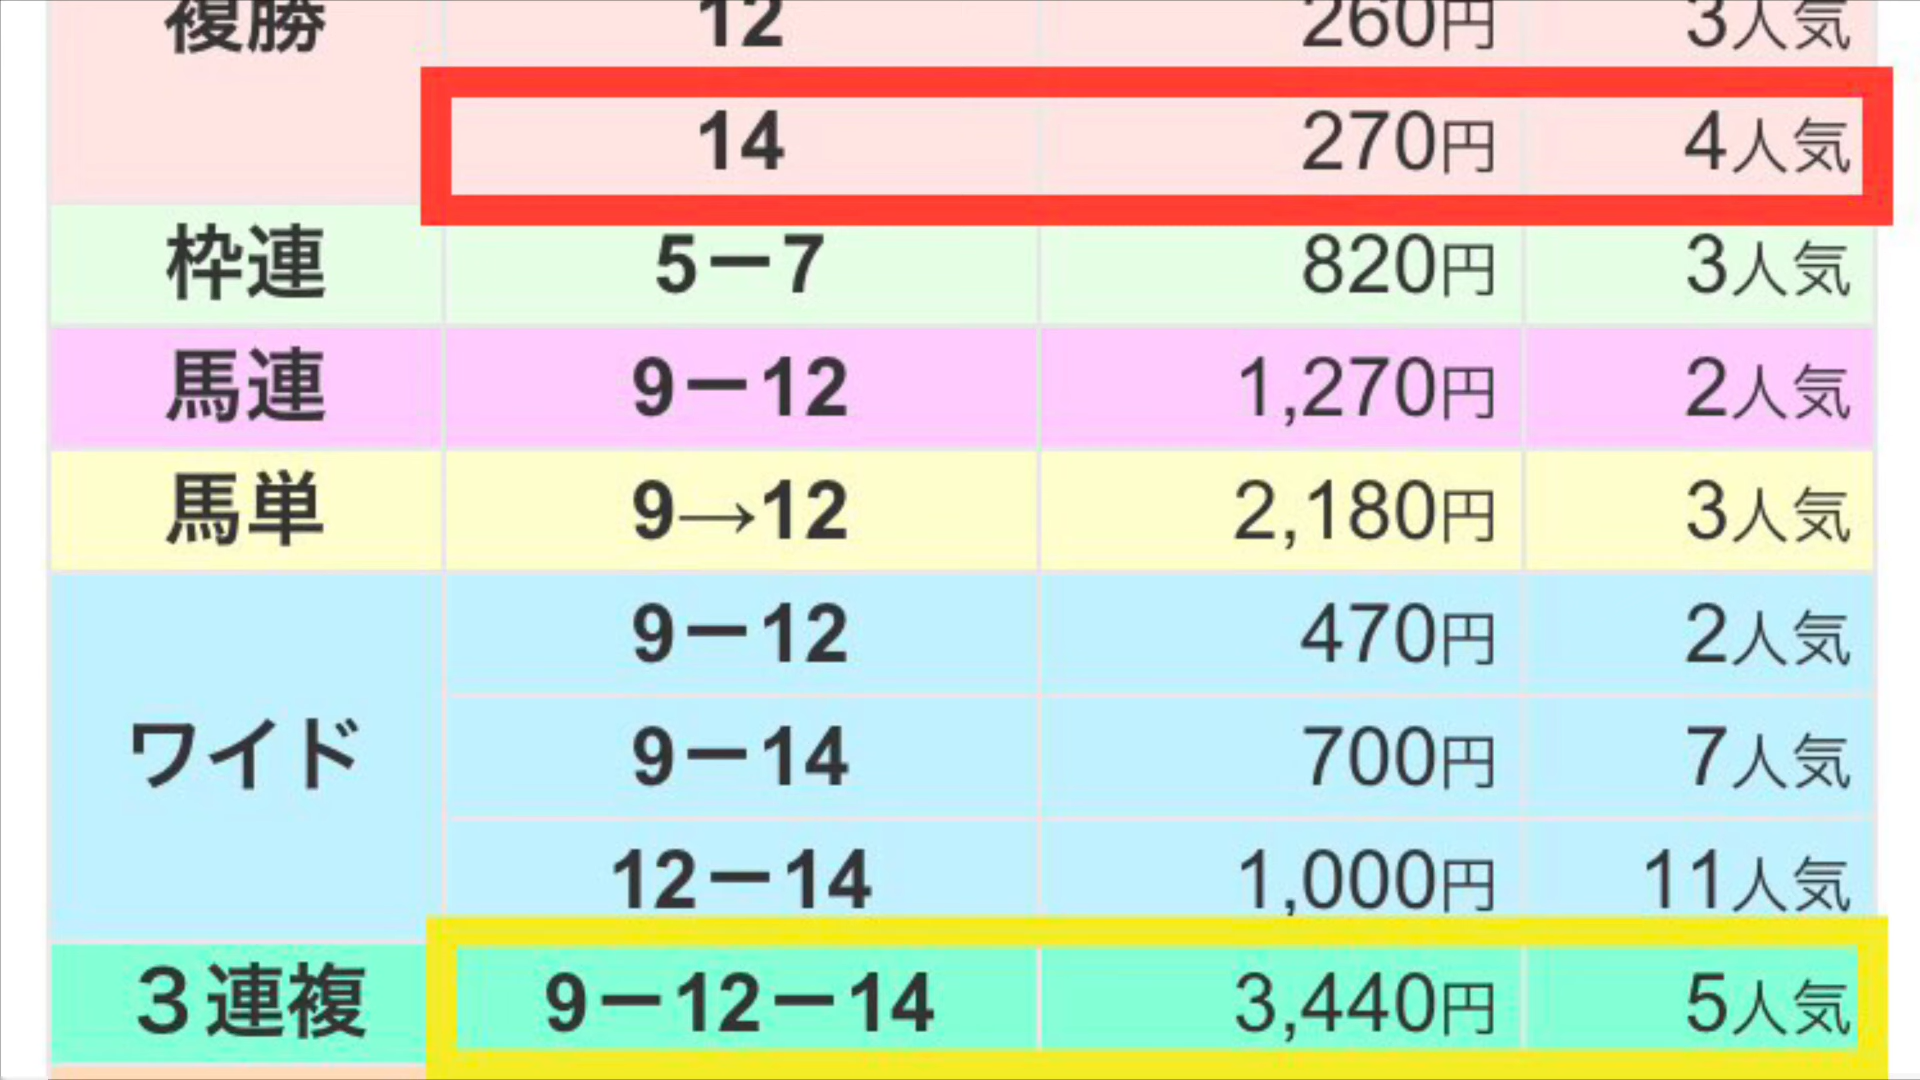 複勝 12 260円 3人気
14 270円 4人気
枠連 5－7 820円 3人気
馬連 9－12 1,270円 2人気
馬単 9→12 2,180円 3人気
9－12 470円 2人気
ワイド 9－14 700円 7人気
12－14 1,000円 11人気
３連複 9－12－14 3,440円 5人気